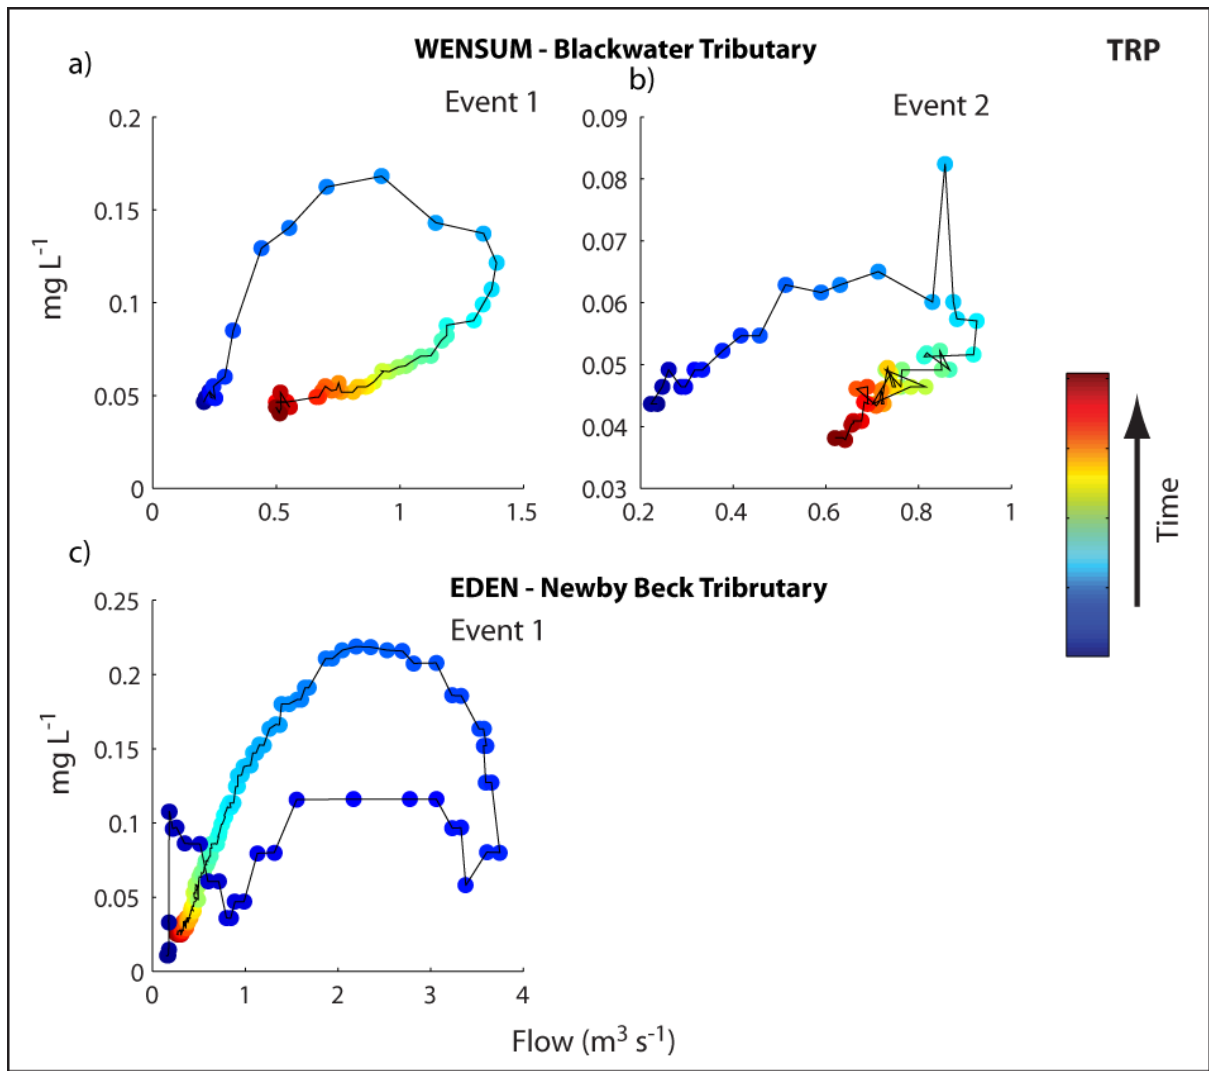 WENSUM - Blackwater Tributary
TRP
a)
b)
Event 1
Event 2
0.2
0.15
0.1
0.05
0
mg L⁻¹
0
0.5
1
1.5
0.09
0.08
0.07
0.06
0.05
0.04
0.03
0.2
0.4
0.6
0.8
1
Time
c)
EDEN - Newby Beck Tribrutary
Event 1
0.25
0.2
0.15
0.1
0.05
0
mg L⁻¹
0
1
2
3
4
Flow (m³ s⁻¹)